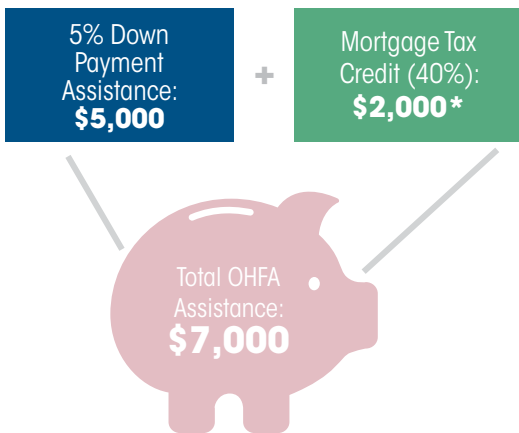 5% Down
Payment
Assistance:
$5,000
+
Mortgage Tax
Credit (40%):
$2,000*
Total OHFA
Assistance:
$7,000